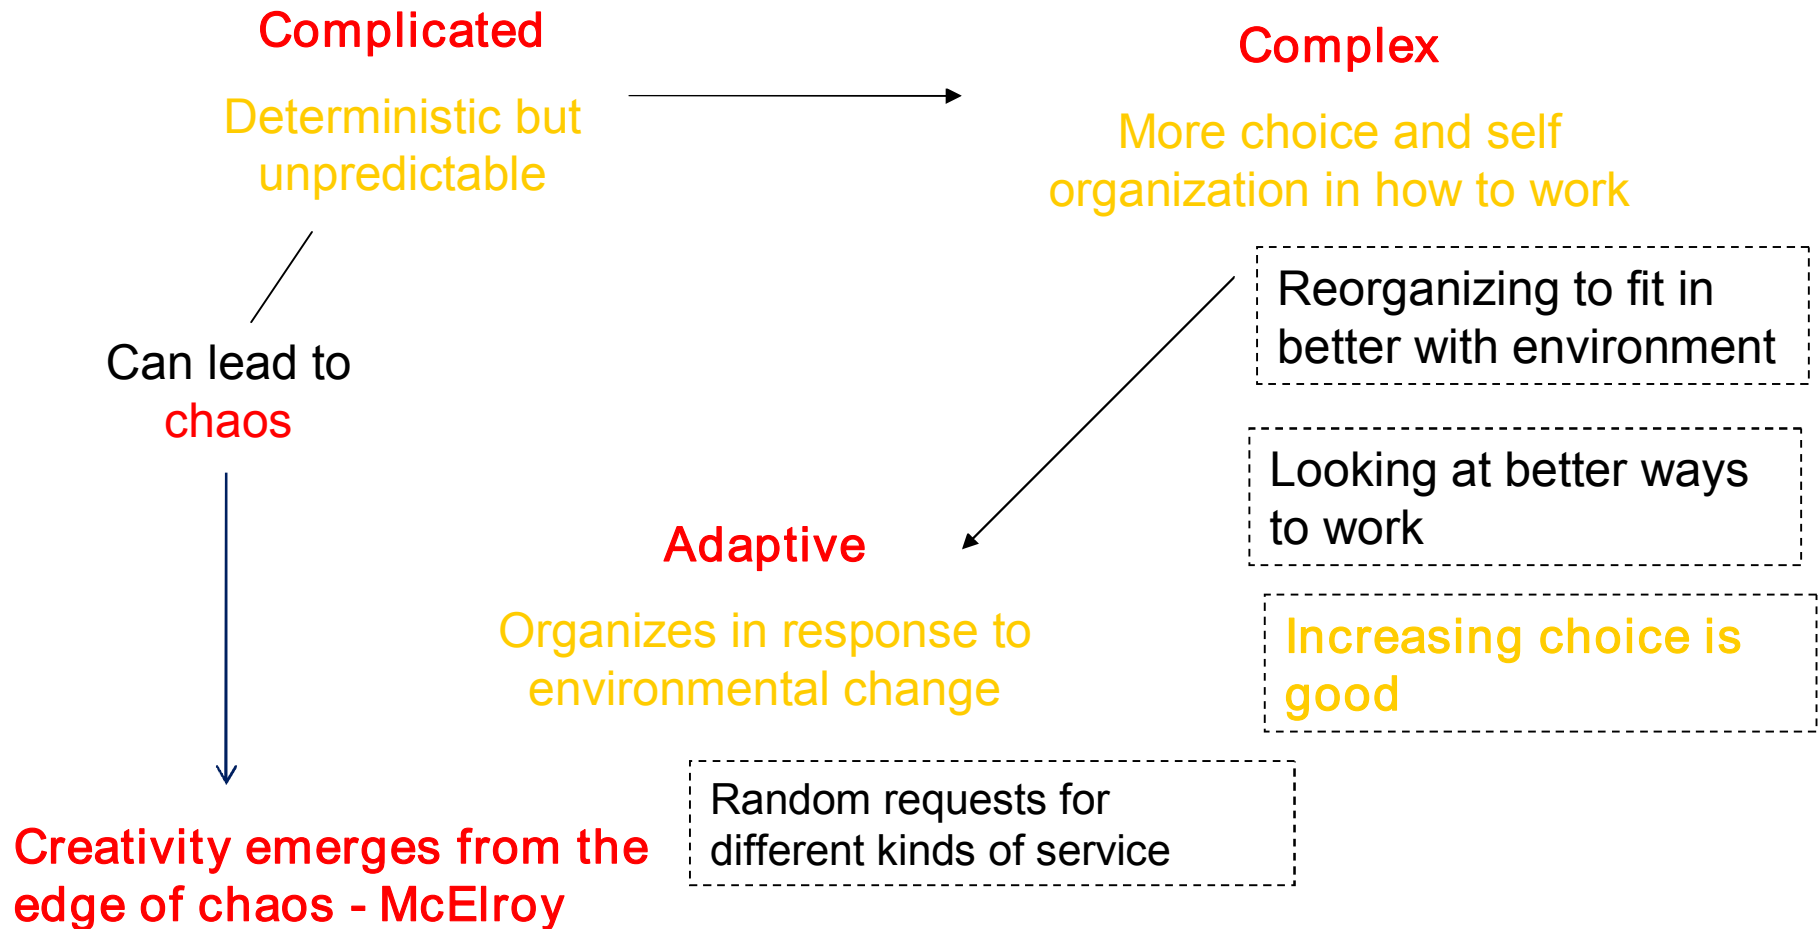 Complicated
Deterministic but
unpredictable
Complex
More choice and self
organization in how to work
Reorganizing to fit in
better with environment
Can lead to
chaos
Looking at better ways
to work
Adaptive
Organizes in response to
environmental change
Increasing choice is
good
Random requests for
different kinds of service
Creativity emerges from the
edge of chaos - McElroy